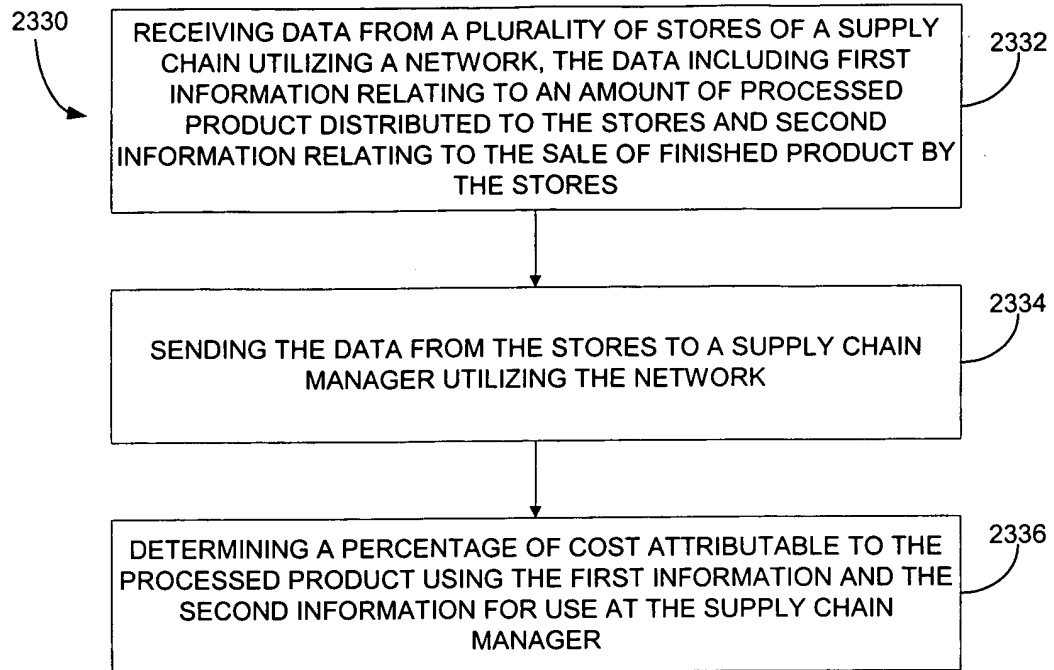 2330
RECEIVING DATA FROM A PLURALITY OF STORES OF A SUPPLY
CHAIN UTILIZING A NETWORK, THE DATA INCLUDING FIRST
INFORMATION RELATING TO AN AMOUNT OF PROCESSED
PRODUCT DISTRIBUTED TO THE STORES AND SECOND
INFORMATION RELATING TO THE SALE OF FINISHED PRODUCT BY
THE STORES
2332
SENDING THE DATA FROM THE STORES TO A SUPPLY CHAIN
MANAGER UTILIZING THE NETWORK
2334
DETERMINING A PERCENTAGE OF COST ATTRIBUTABLE TO THE
PROCESSED PRODUCT USING THE FIRST INFORMATION AND THE
SECOND INFORMATION FOR USE AT THE SUPPLY CHAIN
MANAGER
2336